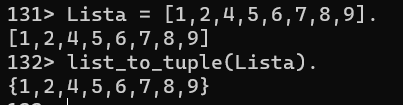 131> Lista = [1,2,4,5,6,7,8,9].
[1,2,4,5,6,7,8,9]
132> list_to_tuple(Lista).
{1,2,4,5,6,7,8,9}